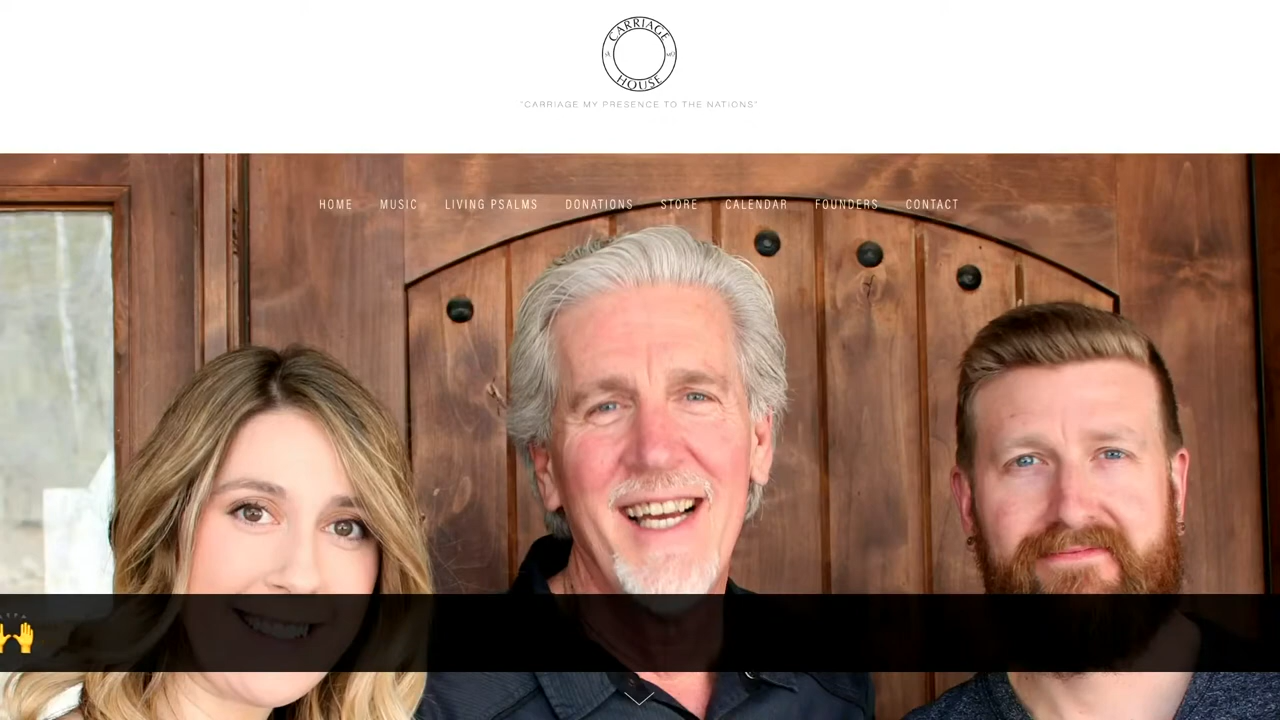 CARRIAGE
HOUSE
"CARRIAGE MY PRESENCE TO THE NATIONS"
HOME MUSIC LIVING PSALMS DONATIONS STORE CALENDAR FOUNDERS CONTACT